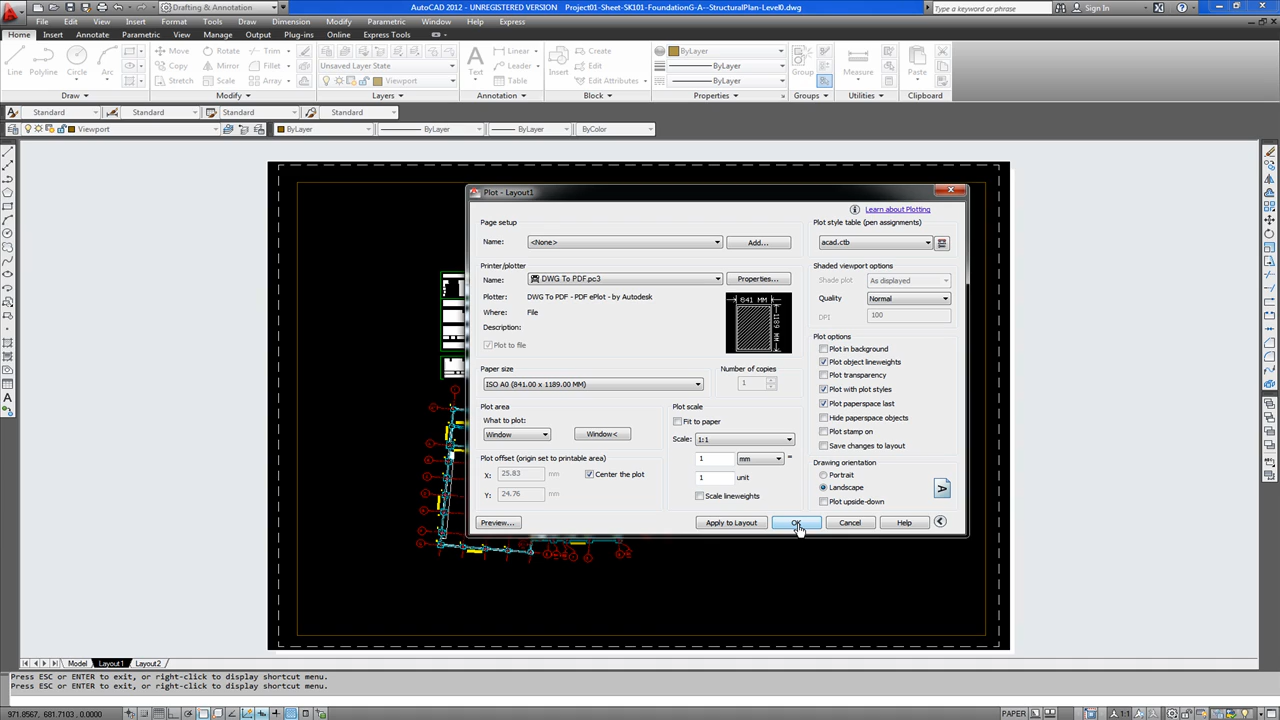 Drafting & Annotation
AutoCAD 2012 - UNREGISTERED VERSION Project01-Sheet-SK101-FoundationG-A--StructuralPlan-Level0.dwg
Type a keyword or phrase
Sign In
File Edit View Insert Format Tools Draw Dimension Modify Parametric Window Help Express
Home Insert Annotate Parametric View Manage Output Plug-ins Online Express Tools
Line Polyline Circle Arc
Move Rotate Trim
Copy Mirror Fillet
Stretch Scale Array
Unsaved Layer State
Viewport
Text Linear Leader Table
Insert Create Edit Edit Attributes
ByLayer
ByLayer
ByLayer
Group Measure Paste
Draw Modify Layers Annotation Block Properties Groups Utilities Clipboard
Standard Standard Standard Standard
Viewport ByLayer ByLayer ByLayer ByColor
Plot - Layout1
Learn about Plotting
Page setup
Name: <None> Add...
Plot style table (pen assignments)
acad.ctb
Printer/plotter
Name: DWG To PDF.pc3 Properties...
Plotter: DWG To PDF - PDF ePlot - by Autodesk
Where: File
Description:
Plot to file
841 MM
1189 MM
Shaded viewport options
Shade plot As displayed
Quality Normal
DPI 100
Paper size
ISO A0 (841.00 x 1189.00 MM)
Number of copies
1
Plot options
Plot in background
Plot object lineweights
Plot transparency
Plot with plot styles
Plot paperspace last
Hide paperspace objects
Plot stamp on
Save changes to layout
Plot area
What to plot:
Window Window<
Plot scale
Fit to paper
Scale: 1:1
1 mm =
1 unit
Scale lineweights
Plot offset (origin set to printable area)
X: 25.83 mm
Center the plot
Y: 24.76 mm
Drawing orientation
Portrait
Landscape
Plot upside-down
A
Preview... Apply to Layout OK Cancel Help
Model Layout1 Layout2
Press ESC or ENTER to exit, or right-click to display shortcut menu.
Press ESC or ENTER to exit, or right-click to display shortcut menu.
971.8567, 681.7103, 0.0000
PAPER
1:1